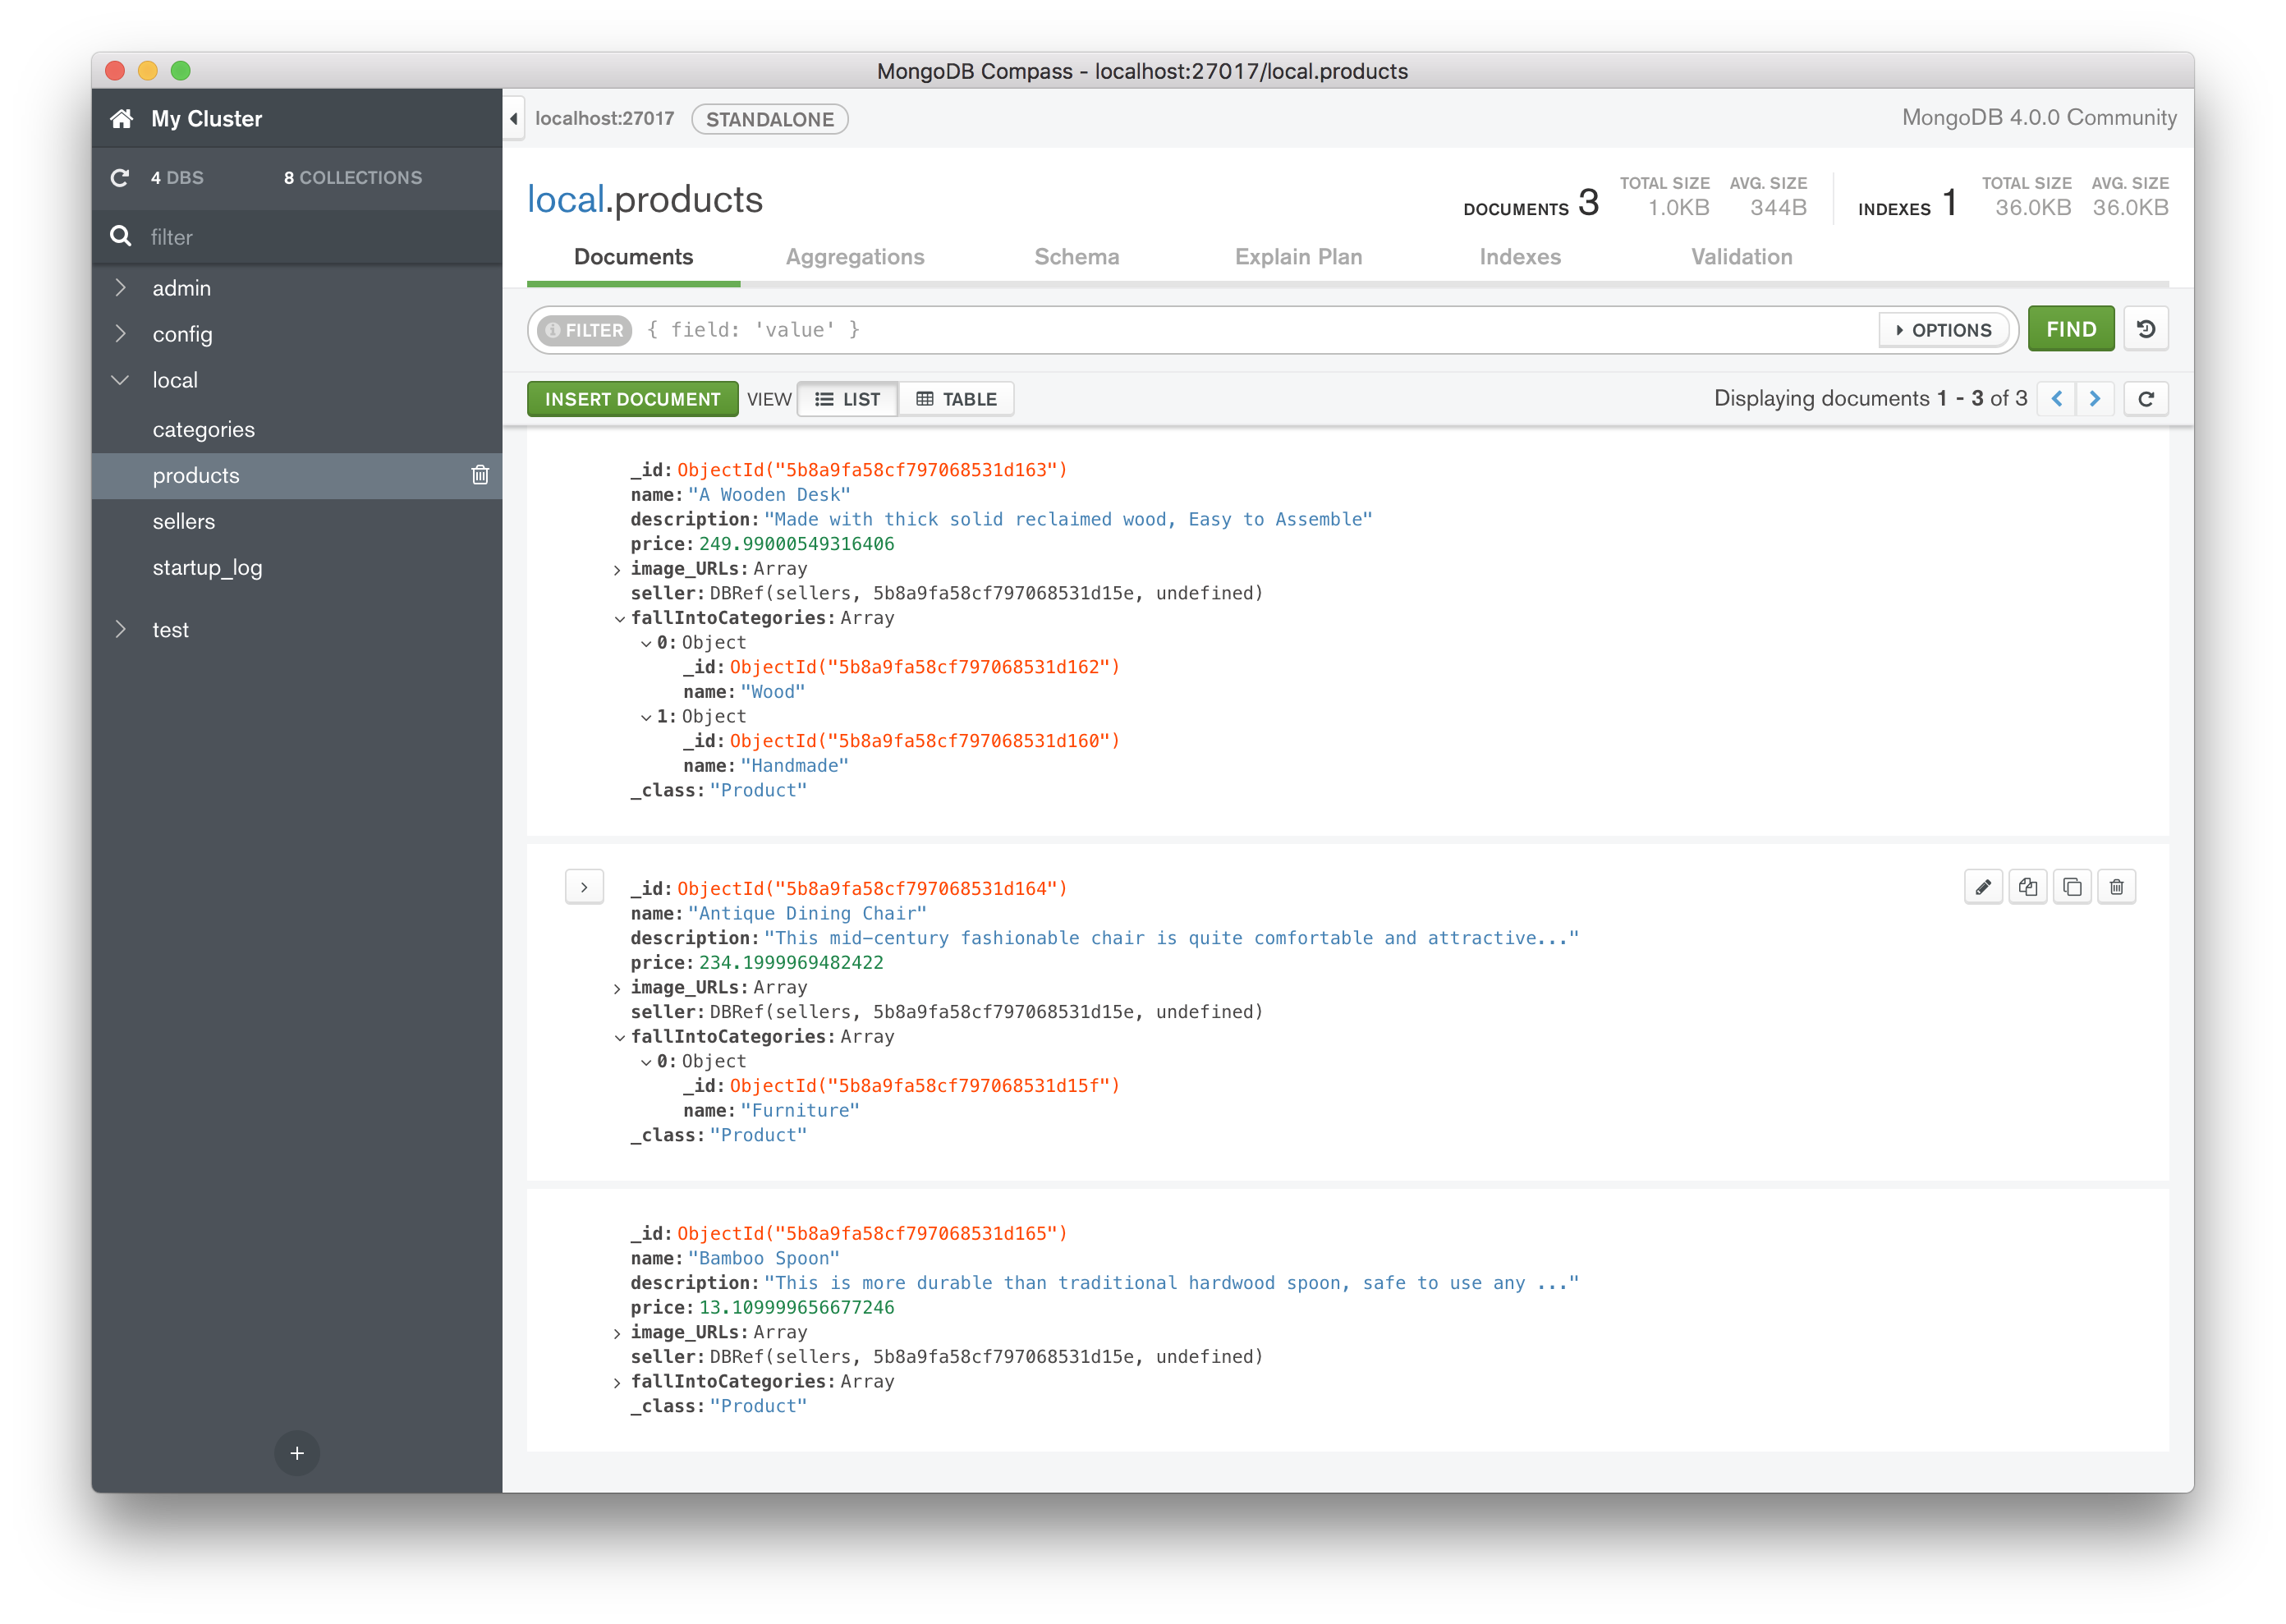 MongoDB Compass - localhost:27017/local.products
My Cluster
4 DBS 8 COLLECTIONS
filter
admin
config
local
categories
products
sellers
startup_log
test
+
localhost:27017 STANDALONE MongoDB 4.0.0 Community
local.products
DOCUMENTS 3 TOTAL SIZE 1.0KB AVG. SIZE 344B INDEXES 1 TOTAL SIZE 36.0KB AVG. SIZE 36.0KB
Documents Aggregations Schema Explain Plan Indexes Validation
FILTER { field: 'value' } OPTIONS FIND
INSERT DOCUMENT VIEW LIST TABLE Displaying documents 1 - 3 of 3
_id: ObjectId("5b8a9fa58cf797068531d163")
name: "A Wooden Desk"
description: "Made with thick solid reclaimed wood, Easy to Assemble"
price: 249.99000549316406
image_URLs: Array
seller: DBRef(sellers, 5b8a9fa58cf797068531d15e, undefined)
fallIntoCategories: Array
0: Object
_id: ObjectId("5b8a9fa58cf797068531d162")
name: "Wood"
1: Object
_id: ObjectId("5b8a9fa58cf797068531d160")
name: "Handmade"
_class: "Product"
_id: ObjectId("5b8a9fa58cf797068531d164")
name: "Antique Dining Chair"
description: "This mid-century fashionable chair is quite comfortable and attractive..."
price: 234.1999969482422
image_URLs: Array
seller: DBRef(sellers, 5b8a9fa58cf797068531d15e, undefined)
fallIntoCategories: Array
0: Object
_id: ObjectId("5b8a9fa58cf797068531d15f")
name: "Furniture"
_class: "Product"
_id: ObjectId("5b8a9fa58cf797068531d165")
name: "Bamboo Spoon"
description: "This is more durable than traditional hardwood spoon, safe to use any ..."
price: 13.109999656677246
image_URLs: Array
seller: DBRef(sellers, 5b8a9fa58cf797068531d15e, undefined)
fallIntoCategories: Array
_class: "Product"